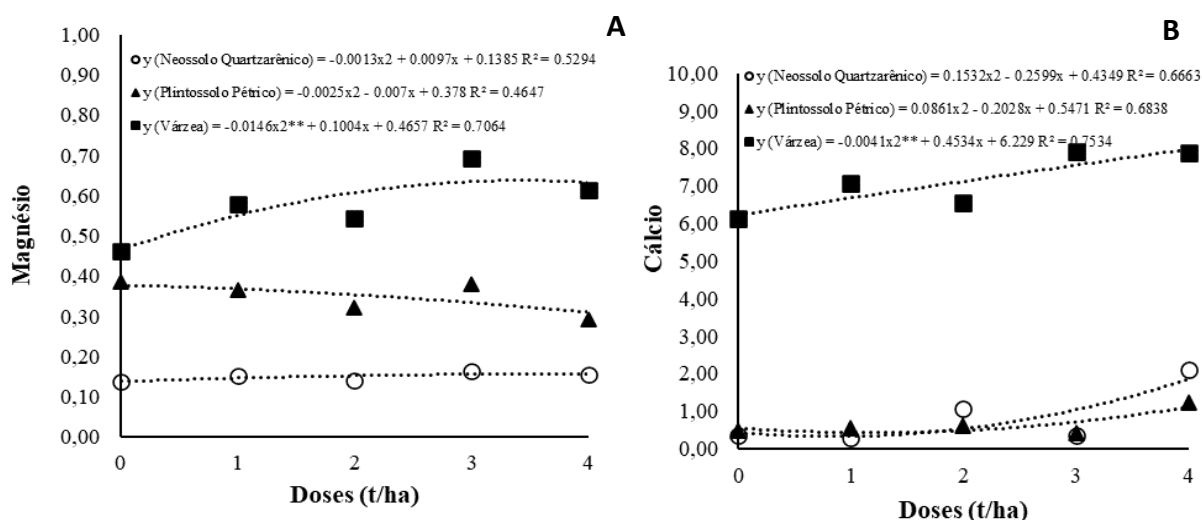 A
y (Neossolo Quartzarênico) = -0.0013x2 + 0.0097x + 0.1385 R² = 0.5294
y (Plintossolo Pétrico) = -0.0025x2 - 0.007x + 0.378 R² = 0.4647
y (Várzea) = -0.0146x2** + 0.1004x + 0.4657 R² = 0.7064
Magnésio
1,00
0,90
0,80
0,70
0,60
0,50
0,40
0,30
0,20
0,10
0,00
0 1 2 3 4
Doses (t/ha)
B
y (Neossolo Quartzarênico) = 0.1532x2 - 0.2599x + 0.4349 R² = 0.6663
y (Plintossolo Pétrico) = 0.0861x2 - 0.2028x + 0.5471 R² = 0.6838
y (Várzea) = -0.0041x2** + 0.4534x + 6.229 R² = 0.7534
Cálcio
10,00
9,00
8,00
7,00
6,00
5,00
4,00
3,00
2,00
1,00
0,00
0 1 2 3 4
Doses (t/ha)